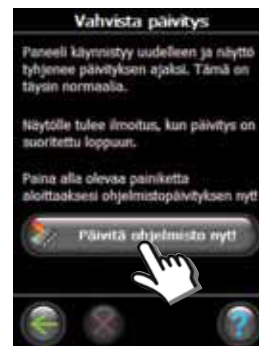 Vahvista päivitys
Paneeli käynnistyy uudelleen ja näyttö
tyhjenee päivityksen ajaksi. Tämä on
täysin normaalia.
Näytölle tulee ilmoitus, kun päivitys on
suoritettu loppuun.
Paina alla olevaa painiketta
aloittaaksesi ohjelmistopäivityksen nyt!
Päivitä ohjelmisto nyt!
?